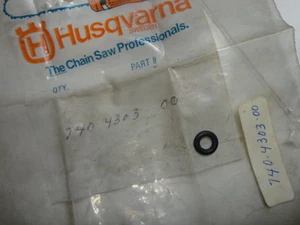 Husqvarna
The Chain Saw Professionals.
QTY.
PART #
740 4303 00
740-4303-00